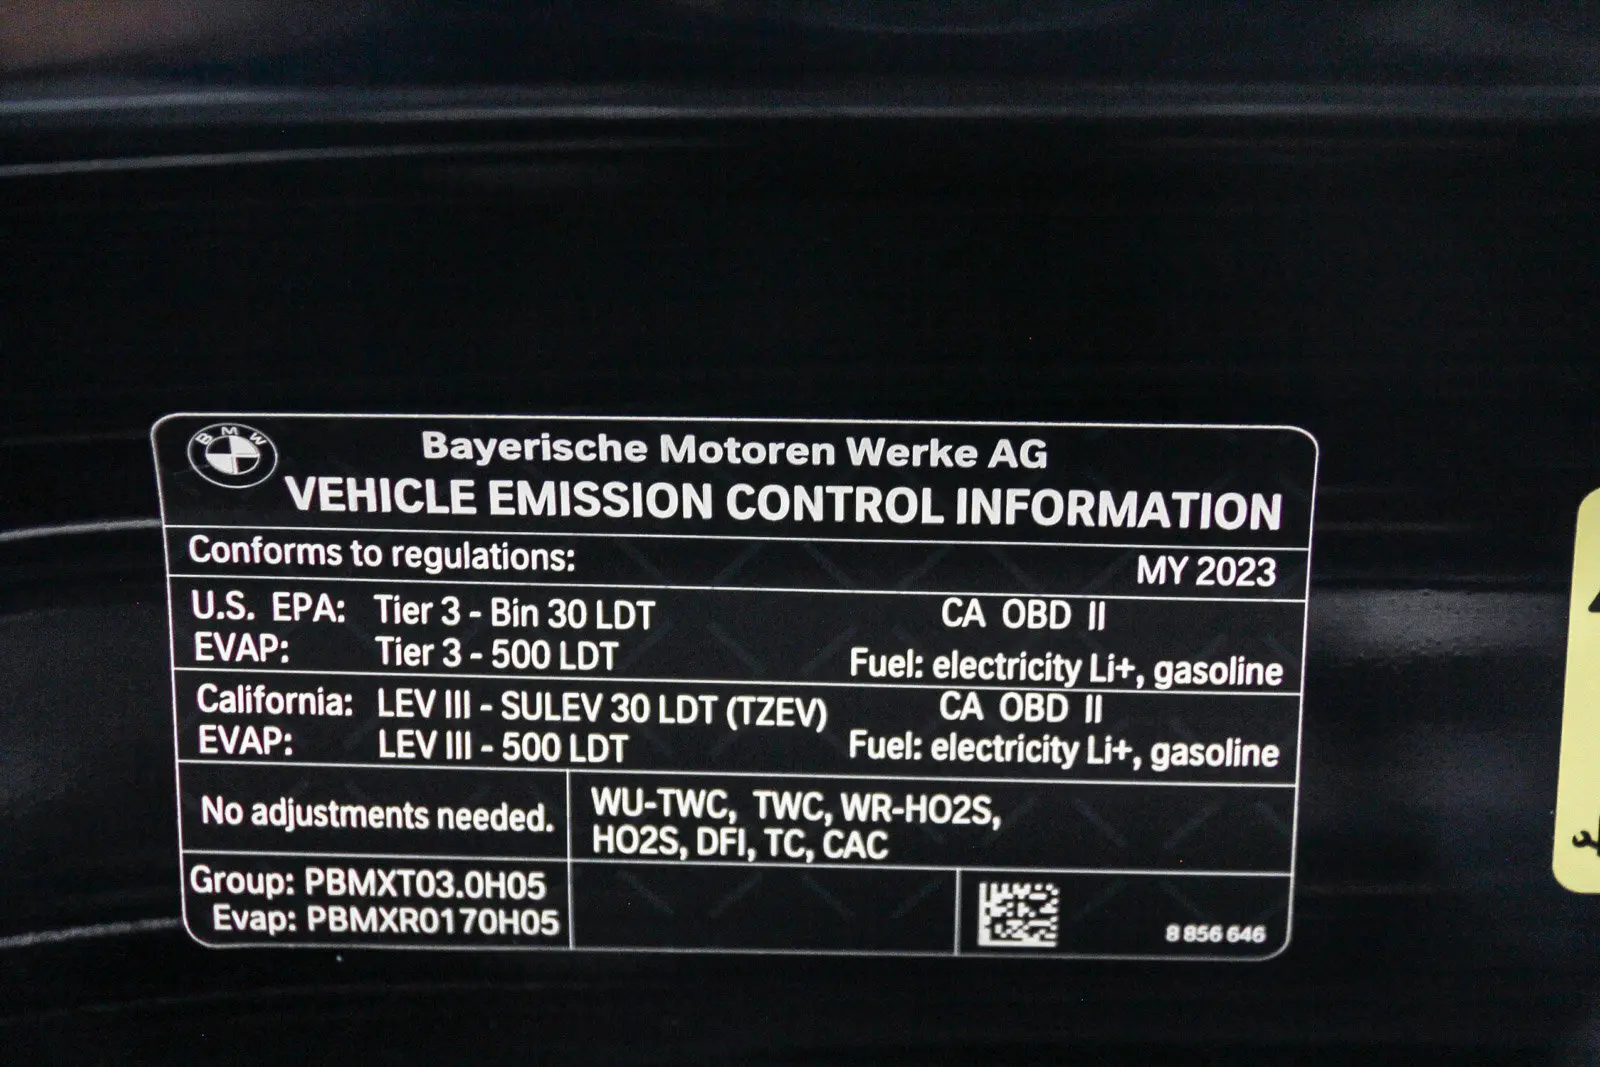 BMW
Bayerische Motoren Werke AG
VEHICLE EMISSION CONTROL INFORMATION
Conforms to regulations: MY 2023
U.S. EPA: Tier 3 - Bin 30 LDT CA OBD II
EVAP: Tier 3 - 500 LDT Fuel: electricity Li+, gasoline
California: LEV III - SULEV 30 LDT (TZEV) CA OBD II
EVAP: LEV III - 500 LDT Fuel: electricity Li+, gasoline
No adjustments needed.
WU-TWC, TWC, WR-HO2S,
HO2S, DFI, TC, CAC
Group: PBMXT03.0H05
Evap: PBMXR0170H05
8 856 646